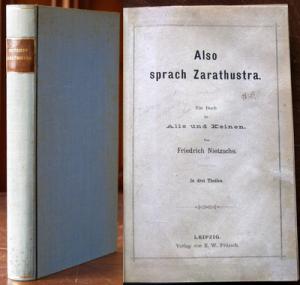 Also
sprach Zarathustra.
Ein Buch
für
Alle und Keinen.
Von
Friedrich Nietzsche.
In drei Theilen.
LEIPZIG.
Verlag von E. W. Fritzsch.